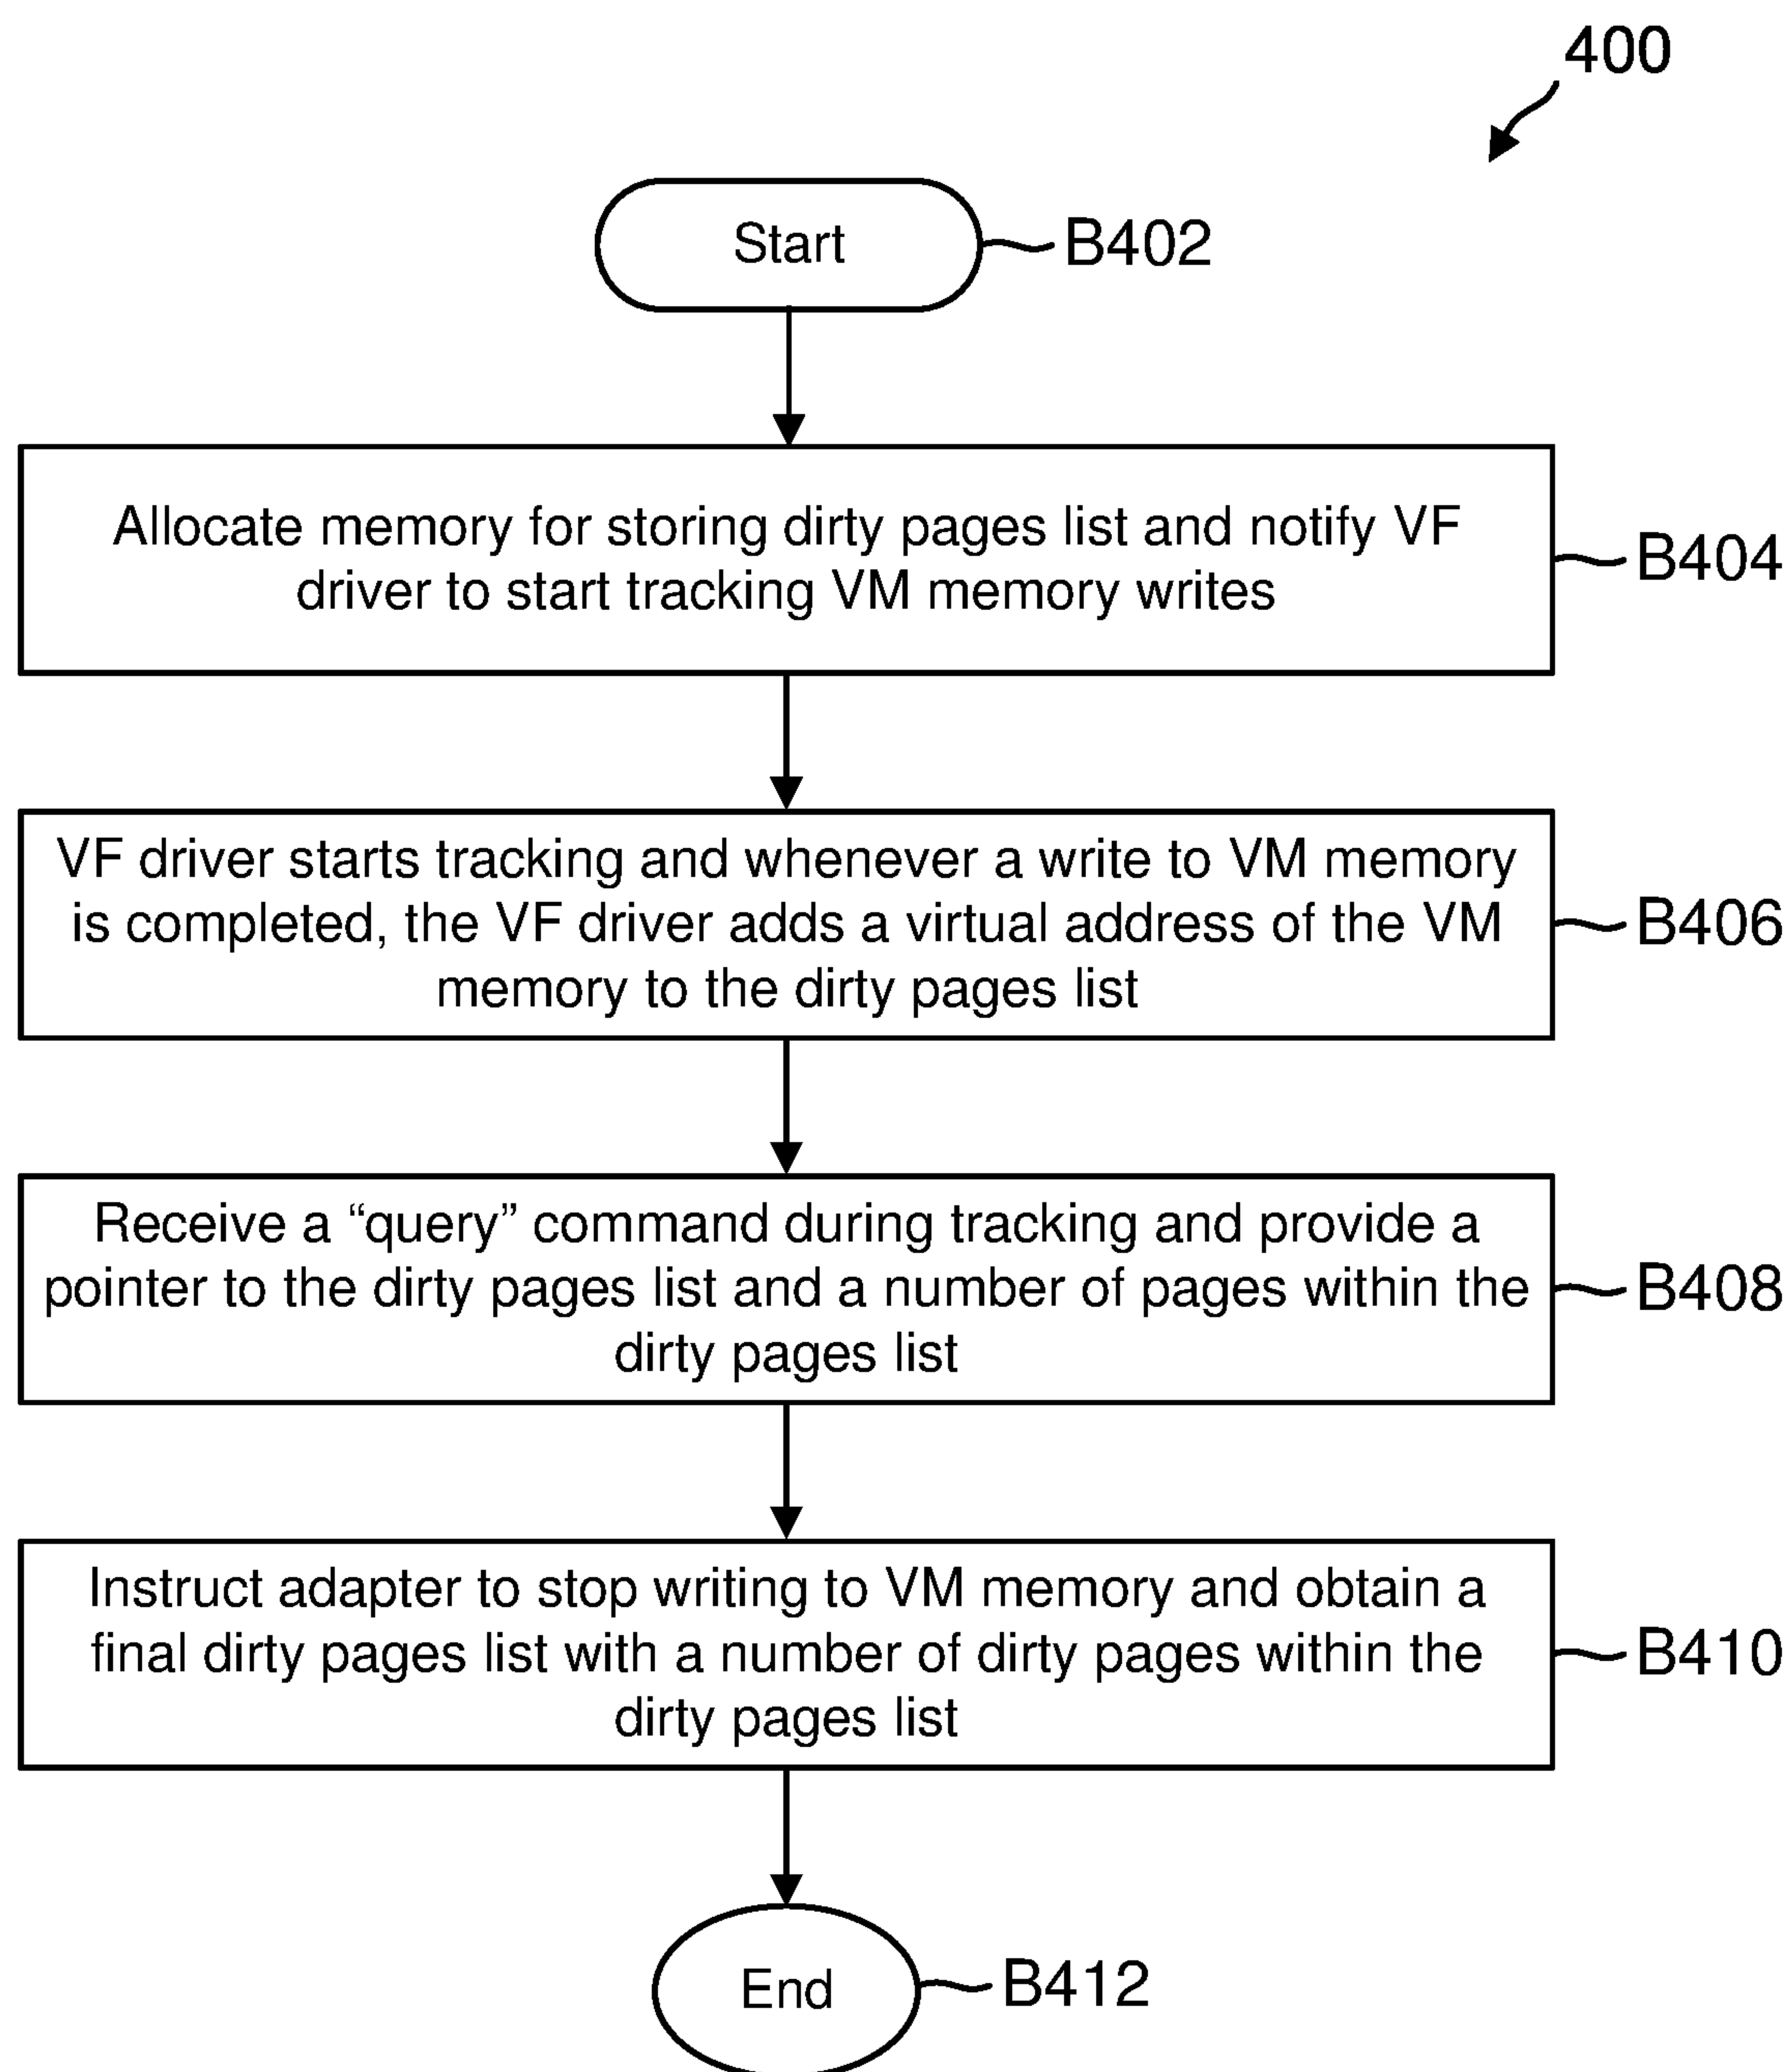 400
Start
B402
Allocate memory for storing dirty pages list and notify VF
driver to start tracking VM memory writes
B404
VF driver starts tracking and whenever a write to VM memory
is completed, the VF driver adds a virtual address of the VM
memory to the dirty pages list
B406
Receive a “query” command during tracking and provide a
pointer to the dirty pages list and a number of pages within the
dirty pages list
B408
Instruct adapter to stop writing to VM memory and obtain a
final dirty pages list with a number of dirty pages within the
dirty pages list
B410
End
B412